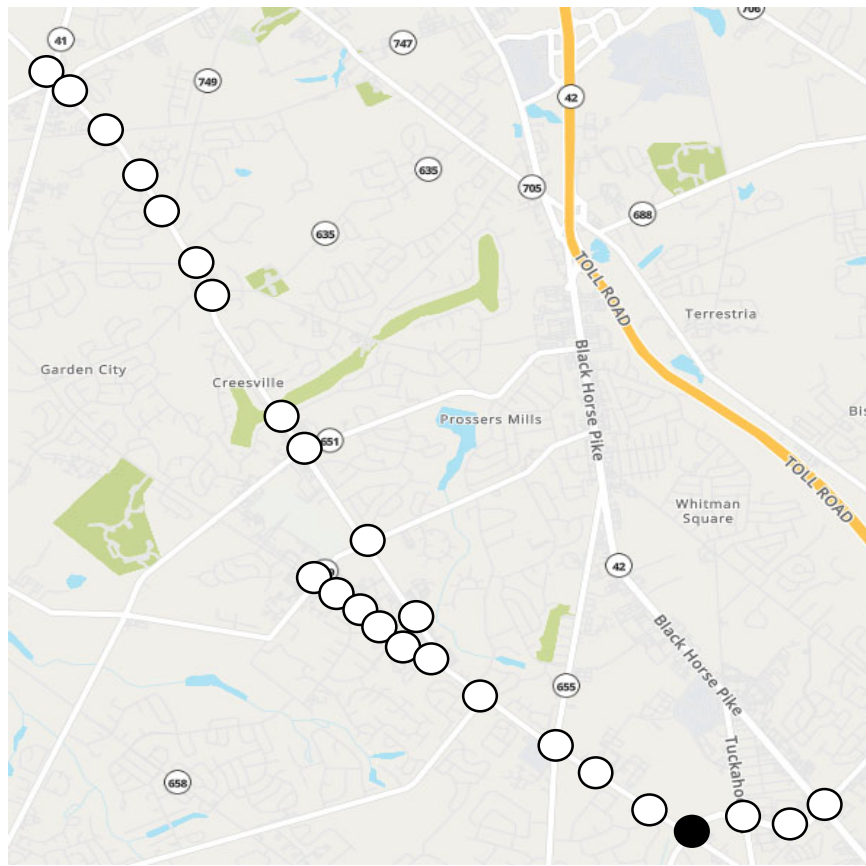 706
41
747
749
42
635
705
688
635
TOLL ROAD
Terrestria
Black Horse Pike
Garden City
Creesville
Prossers Mills
651
TOLL ROAD
Whitman
Square
42
Black Horse Pike
655
Tuckaho
658